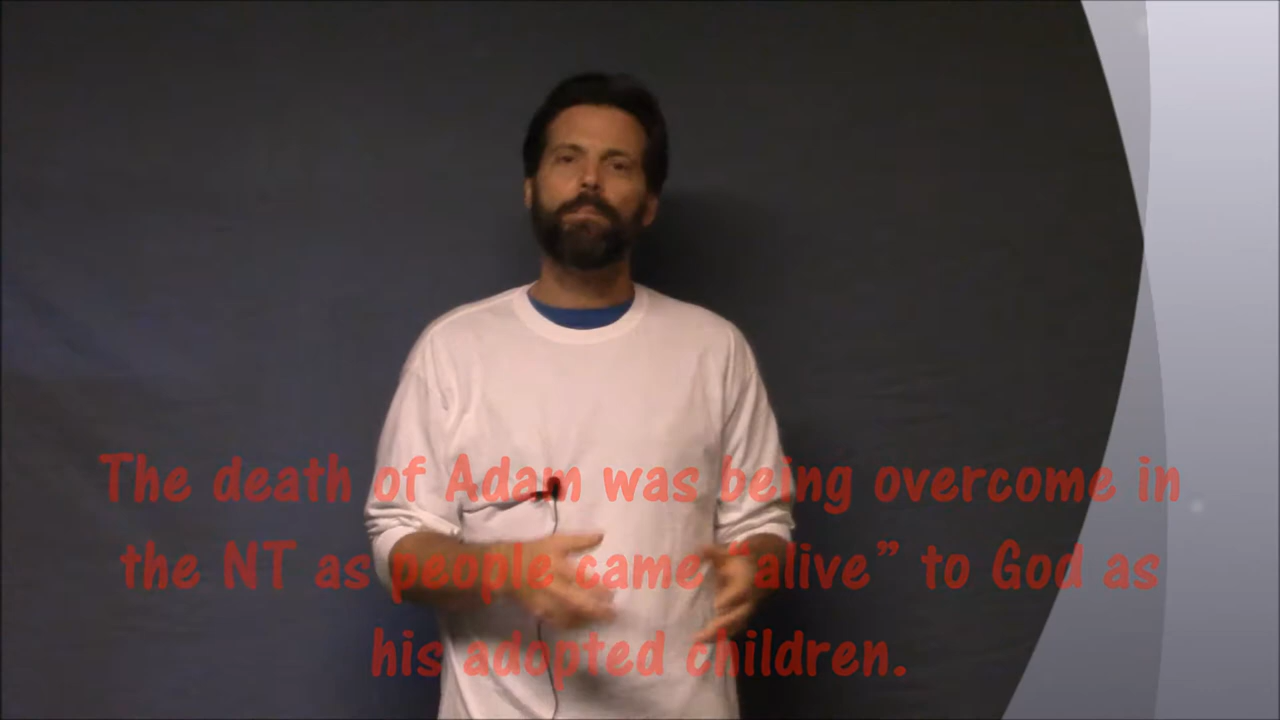 The death of Adam was being overcome in
the NT as people came “alive” to God as
his adopted children.